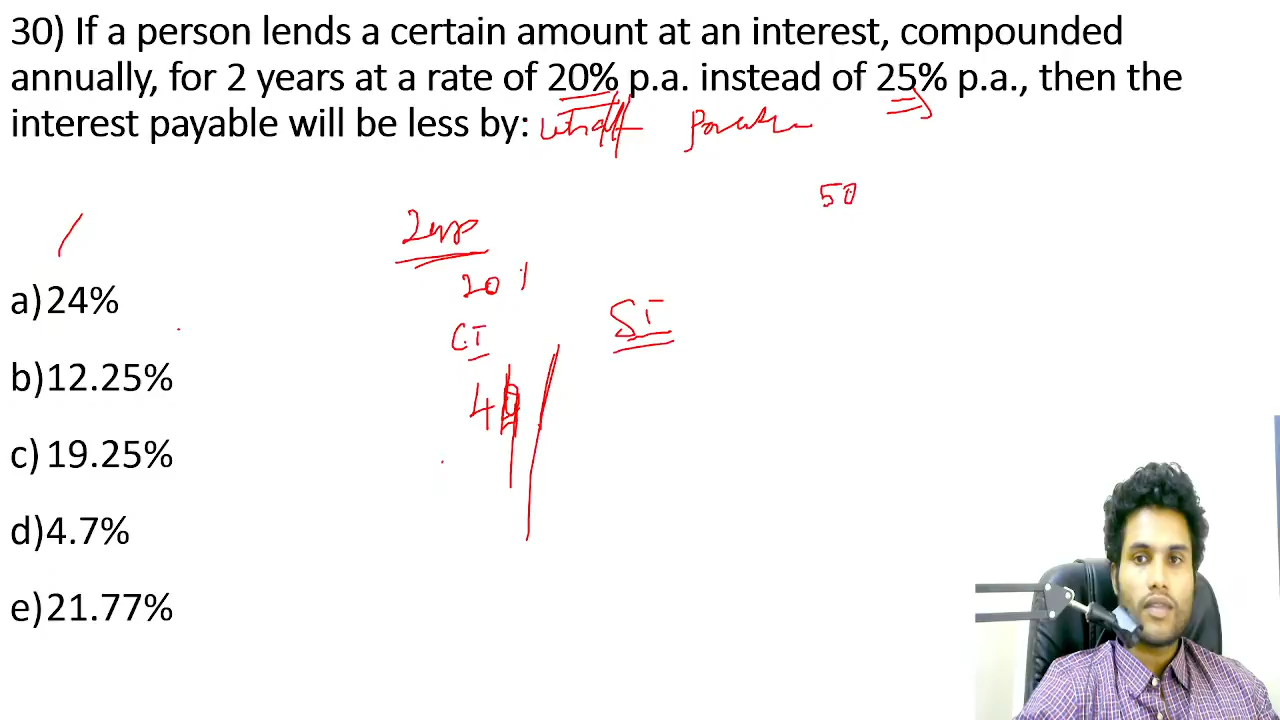 30) If a person lends a certain amount at an interest, compounded
annually, for 2 years at a rate of 20% p.a. instead of 25% p.a., then the
interest payable will be less by:
50
20 %
a)24%
CI
SI
b)12.25%
40
c)19.25%
d)4.7%
e)21.77%